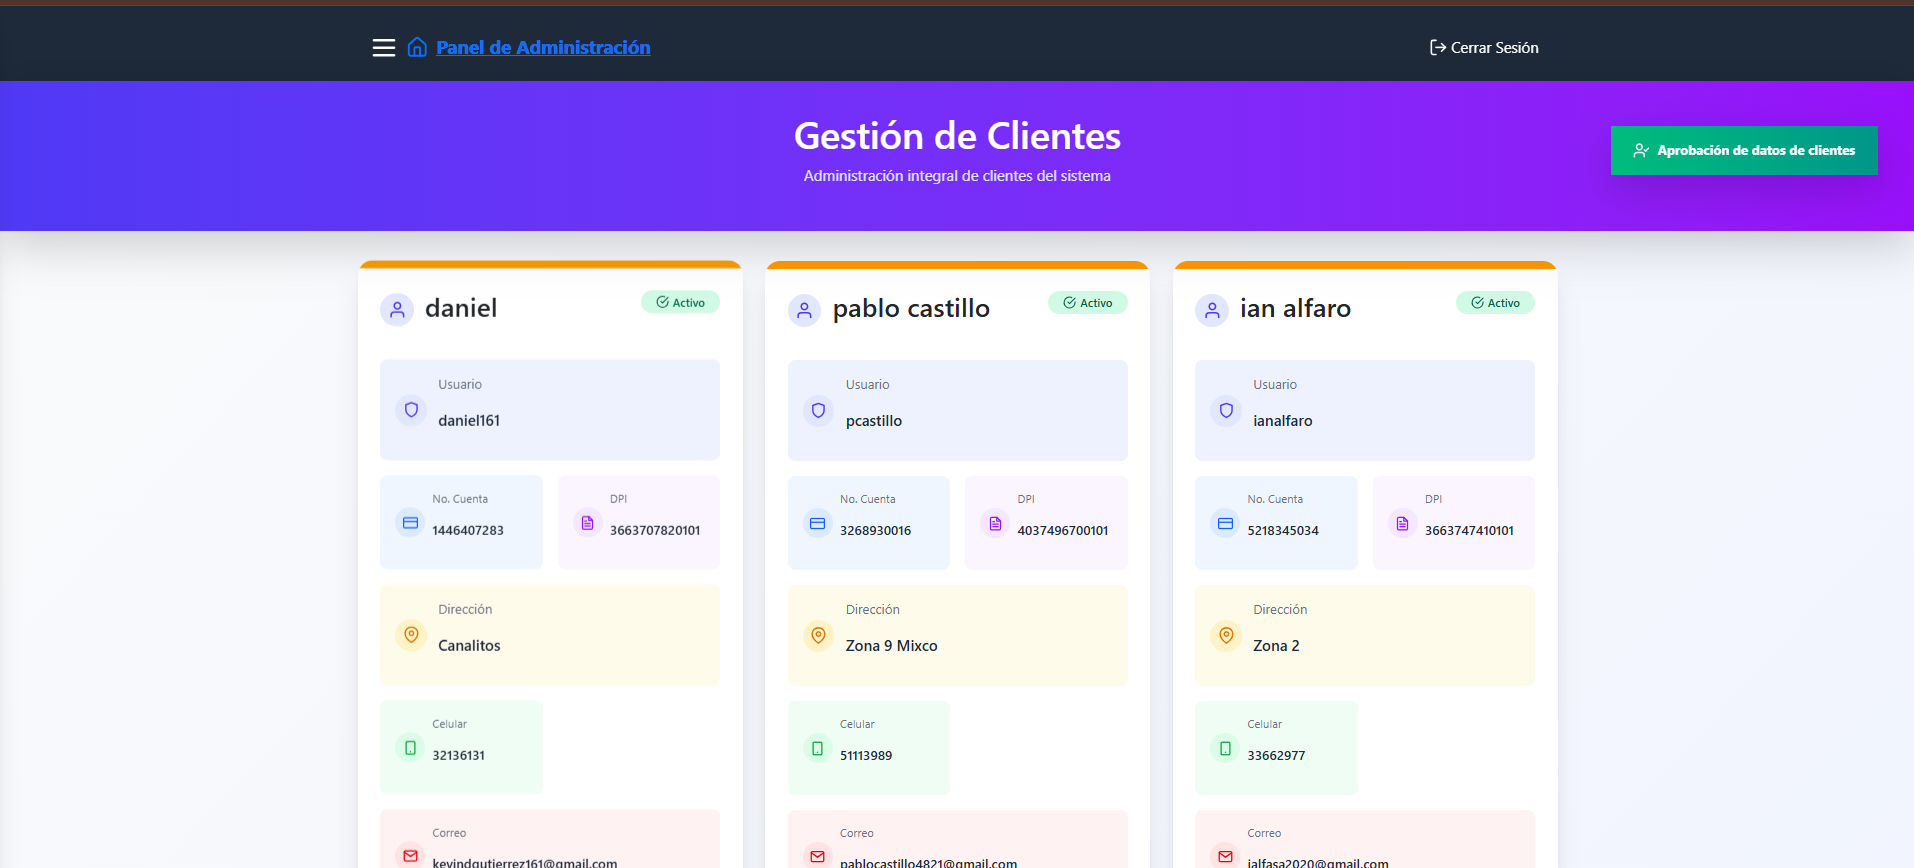 Panel de Administración
Cerrar Sesión
Gestión de Clientes
Administración integral de clientes del sistema
Aprobación de datos de clientes
daniel
Activo
Usuario
daniel161
No. Cuenta
1446407283
DPI
3663707820101
Dirección
Canalitos
Celular
32136131
Correo
kevindgutierrez161@gmail.com
pablo castillo
Activo
Usuario
pcastillo
No. Cuenta
3268930016
DPI
4037496700101
Dirección
Zona 9 Mixco
Celular
51113989
Correo
pablocastillo4821@gmail.com
ian alfaro
Activo
Usuario
ianalfaro
No. Cuenta
5218345034
DPI
3663747410101
Dirección
Zona 2
Celular
33662977
Correo
ialfasa2020@gmail.com